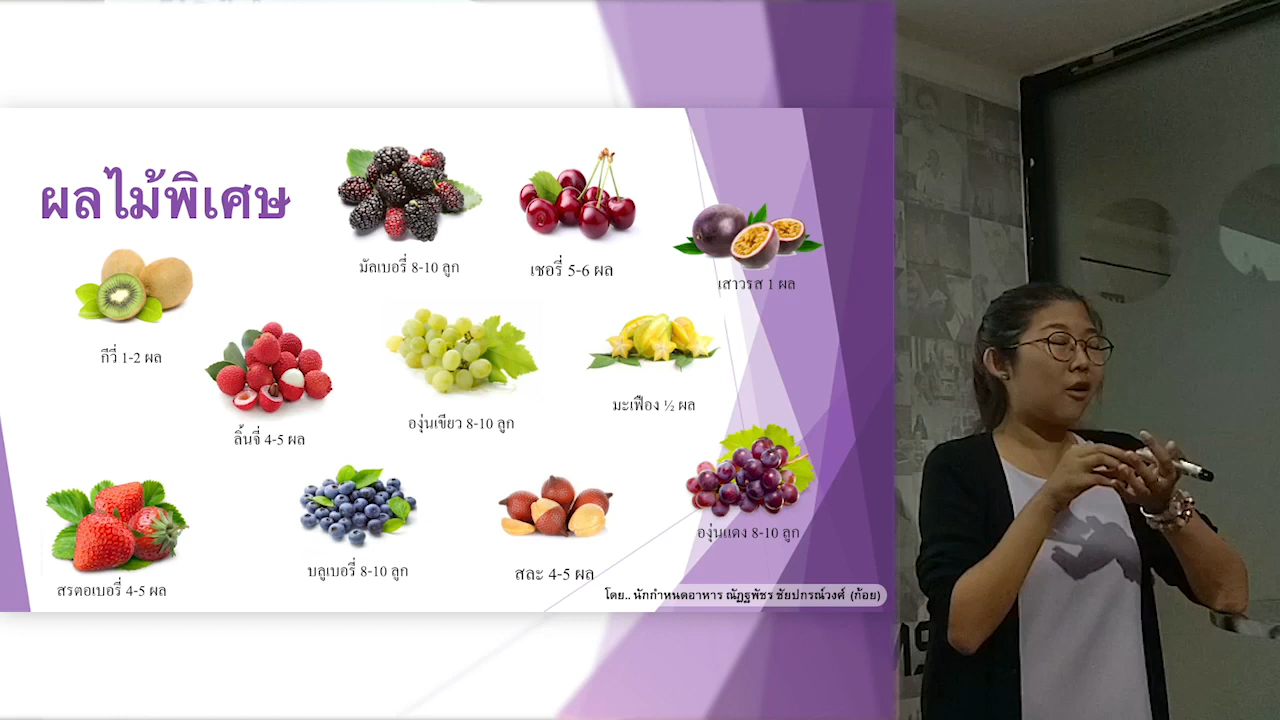 ผลไม้พิเศษ
มัลเบอรี่ 8-10 ลูก
เชอรี่ 5-6 ผล
เสาวรส 1 ผล
กีวี่ 1-2 ผล
ลิ้นจี่ 4-5 ผล
องุ่นเขียว 8-10 ลูก
มะเฟือง ½ ผล
สรตอเบอรี่ 4-5 ผล
บลูเบอรี่ 8-10 ลูก
สละ 4-5 ผล
องุ่นแดง 8-10 ลูก
โดย.. นักกำหนดอาหาร ณัฏฐพัชร ชัยปกรณ์วงศ์ (ก้อย)